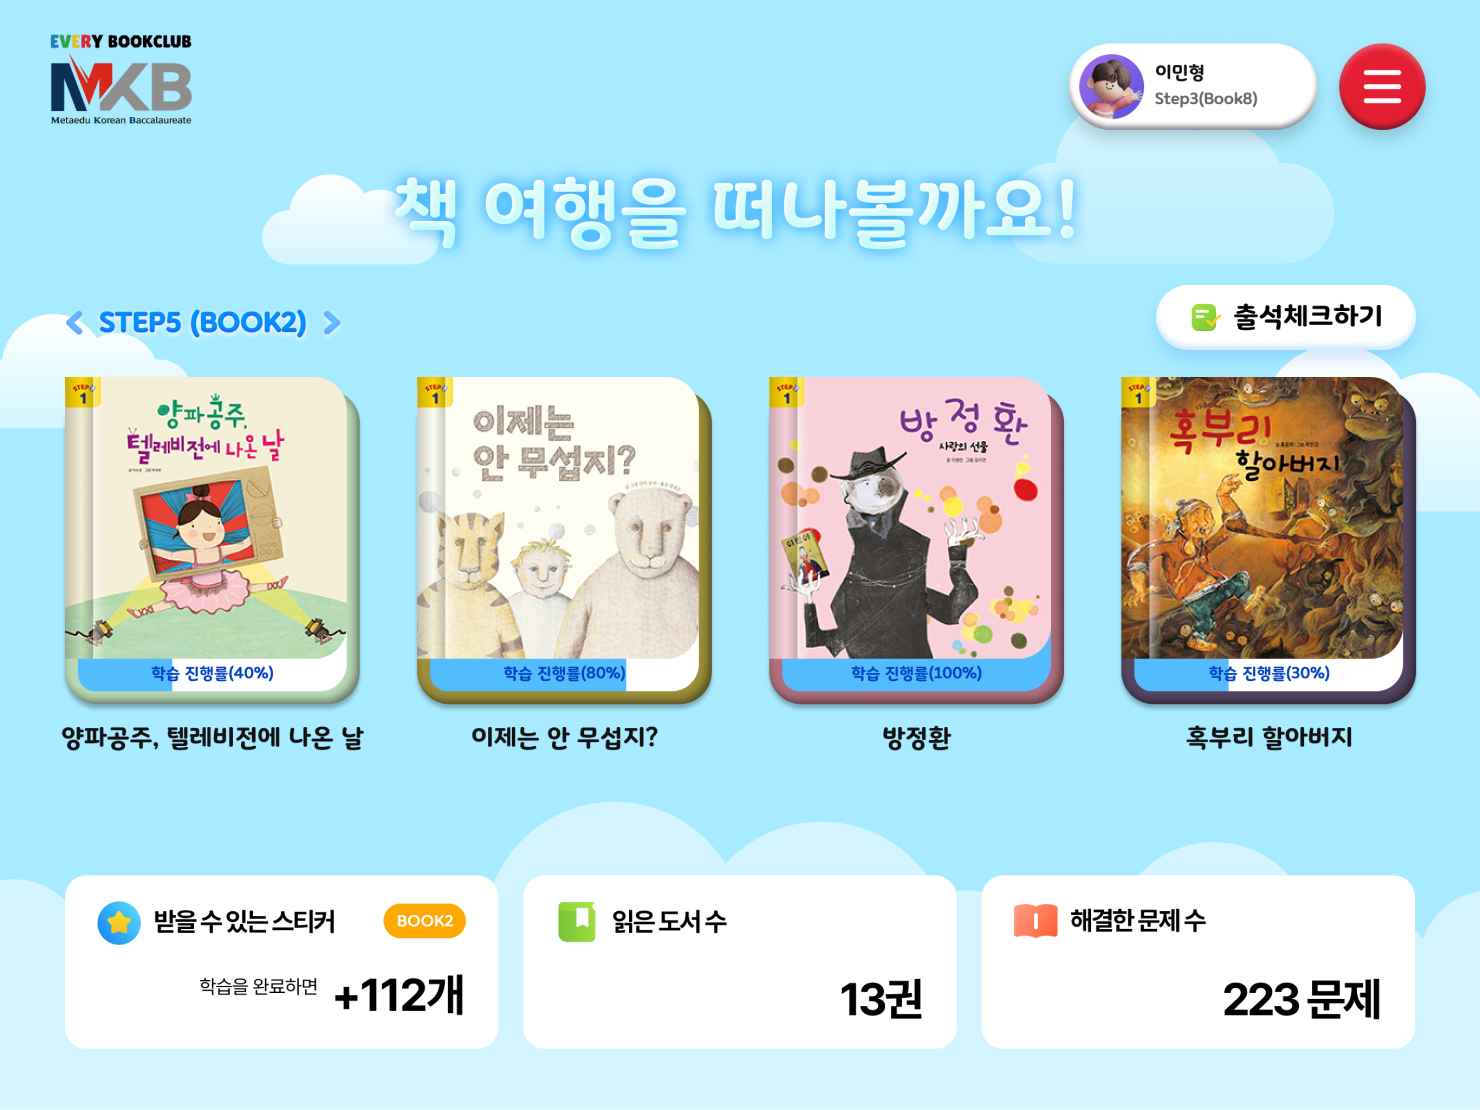 EVERY BOOKCLUB
MKB
Metaedu Korean Baccalaureate
이민형
Step3(Book8)
책 여행을 떠나볼까요!
STEP5 (BOOK2)
출석체크하기
STEP
1
양파공주,
텔레비전에 나온 날
학습 진행률(40%)
양파공주, 텔레비전에 나온 날
STEP
1
이제는
안 무섭지?
학습 진행률(80%)
이제는 안 무섭지?
STEP
1
방정환
사랑의 선물
어린이
학습 진행률(100%)
방정환
STEP
1
혹부리
할아버지
학습 진행률(30%)
혹부리 할아버지
받을 수 있는 스티커
BOOK2
학습을 완료하면 +112개
읽은 도서 수
13권
해결한 문제 수
223 문제